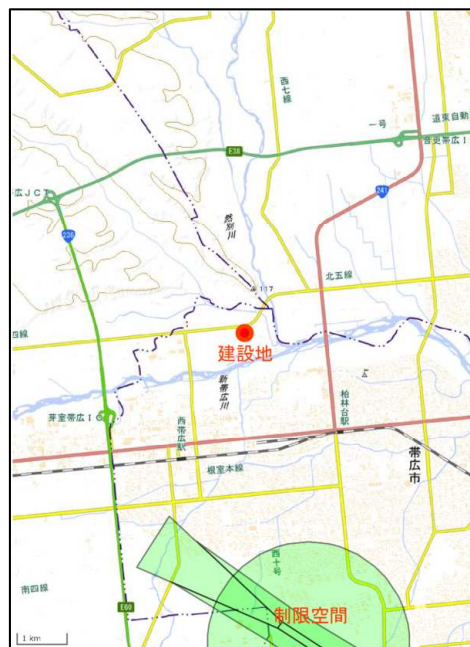 西七線
一号
道東自動
音更帯広I
E38
241
広JCT
236
然別川
117
北五線
四線
建設地
新帯広川
芽室帯広IC
西帯広駅
柏林台駅
根室本線
帯広市
西十号
南四線
制限空間
E60
1 km